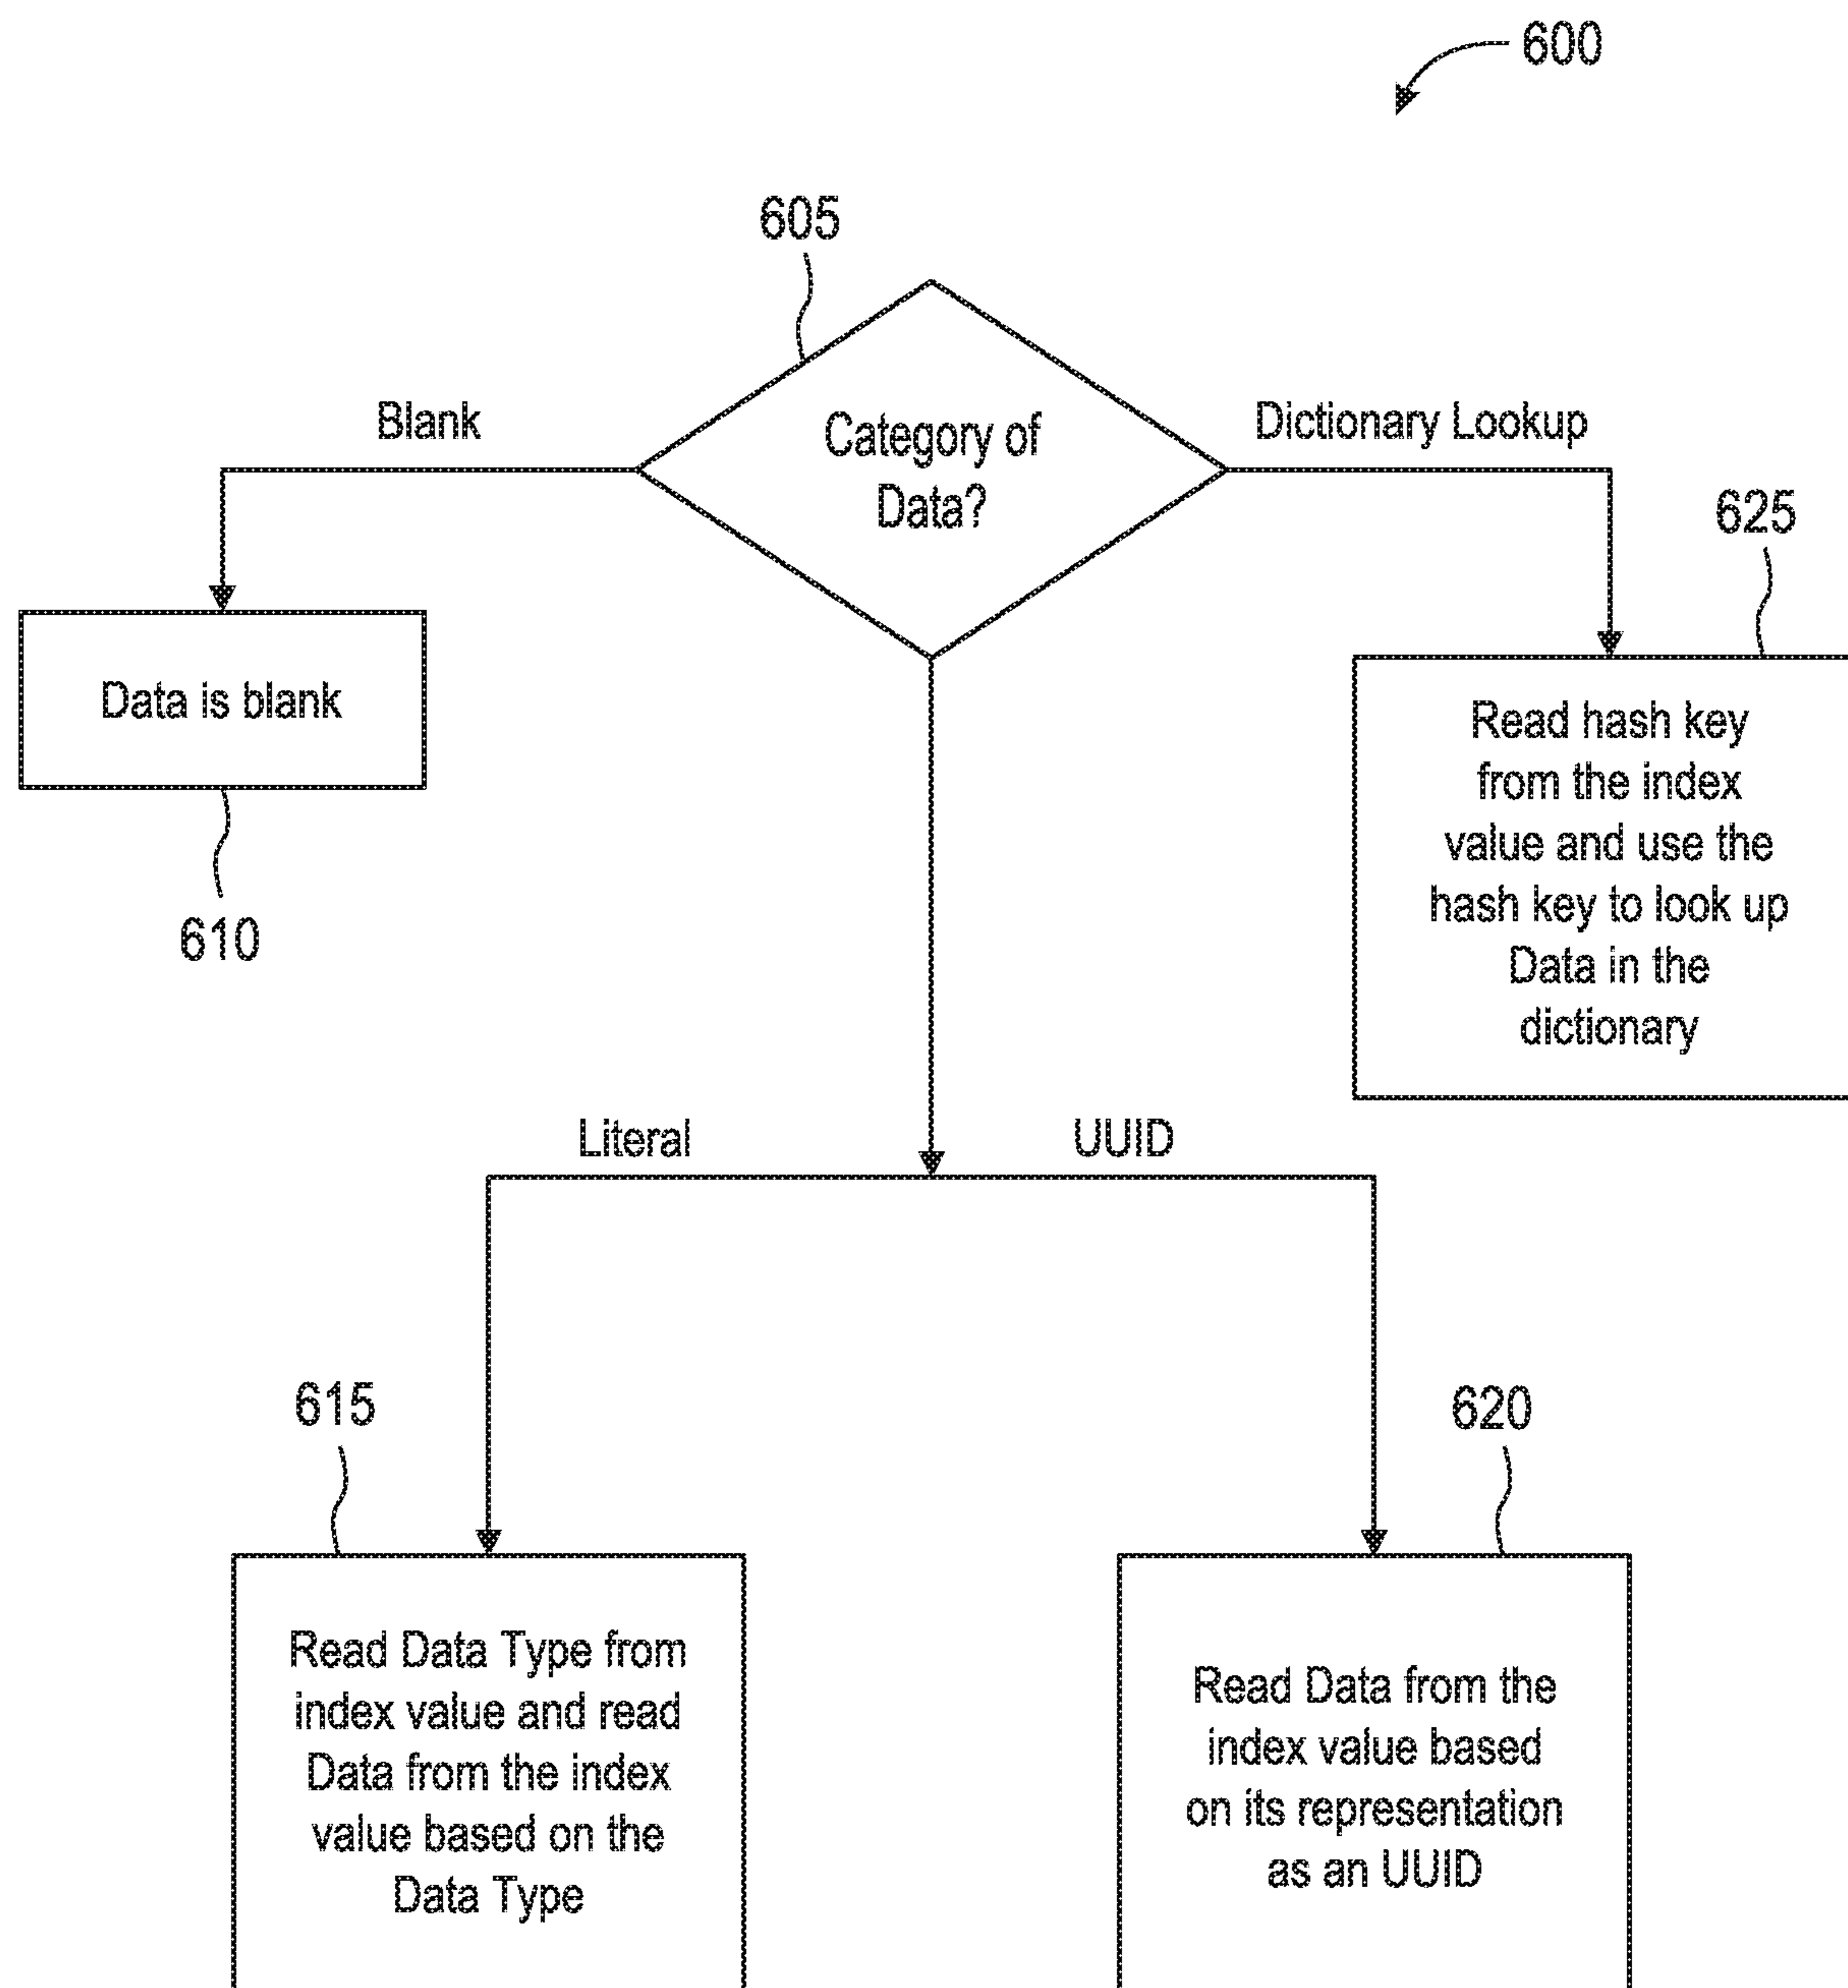 600
605
Blank
Category of
Data?
Dictionary Lookup
625
Data is blank
610
Read hash key
from the index
value and use the
hash key to look up
Data in the
dictionary
Literal
UUID
615
620
Read Data Type from
index value and read
Data from the index
value based on the
Data Type
Read Data from the
index value based
on its representation
as an UUID